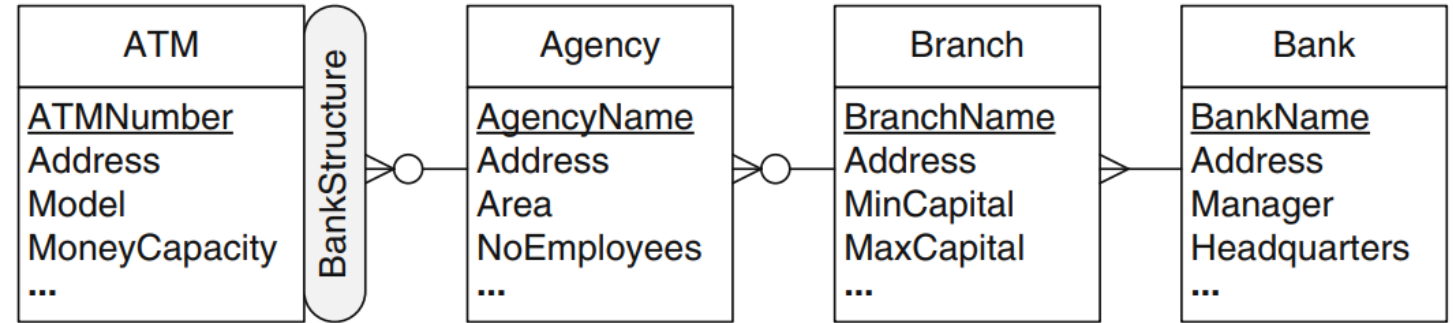 ATM
ATMNumber
Address
Model
MoneyCapacity
...
BankStructure
Agency
AgencyName
Address
Area
NoEmployees
...
Branch
BranchName
Address
MinCapital
MaxCapital
...
Bank
BankName
Address
Manager
Headquarters
...